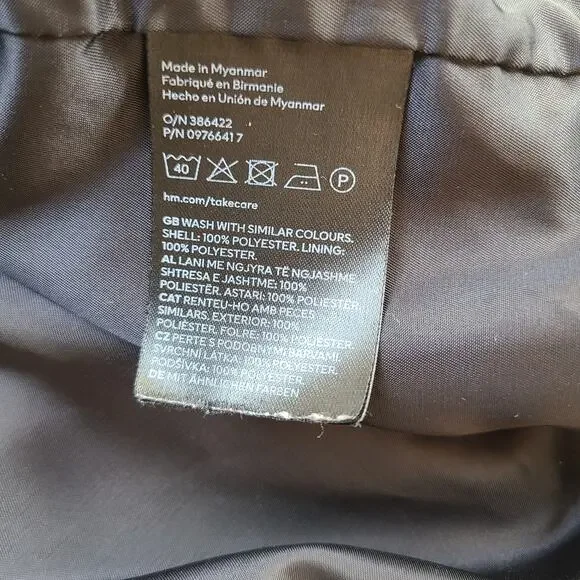 Made in Myanmar
Fabriqué en Birmanie
Hecho en Unión de Myanmar
O/N 386422
P/N 09766417
40 P
hm.com/takecare
GB WASH WITH SIMILAR COLOURS.
SHELL: 100% POLYESTER. LINING:
100% POLYESTER.
AL LANI ME NGJYRA TË NGJASHME
SHTRESA E JASHTME: 100%
POLIESTËR. ASTARI: 100% POLIESTËR.
CAT RENTEU-HO AMB PECES
SIMILARS. EXTERIOR: 100%
POLIÈSTER. FOLRE: 100% POLIÈSTER.
CZ PERTE S PODOBNÝMI BARVAMI.
SVRCHNÍ LÁTKA: 100% POLYESTER.
PODŠÍVKA: 100% POLYESTER.
DE MIT ÄHNLICHEN FARBEN